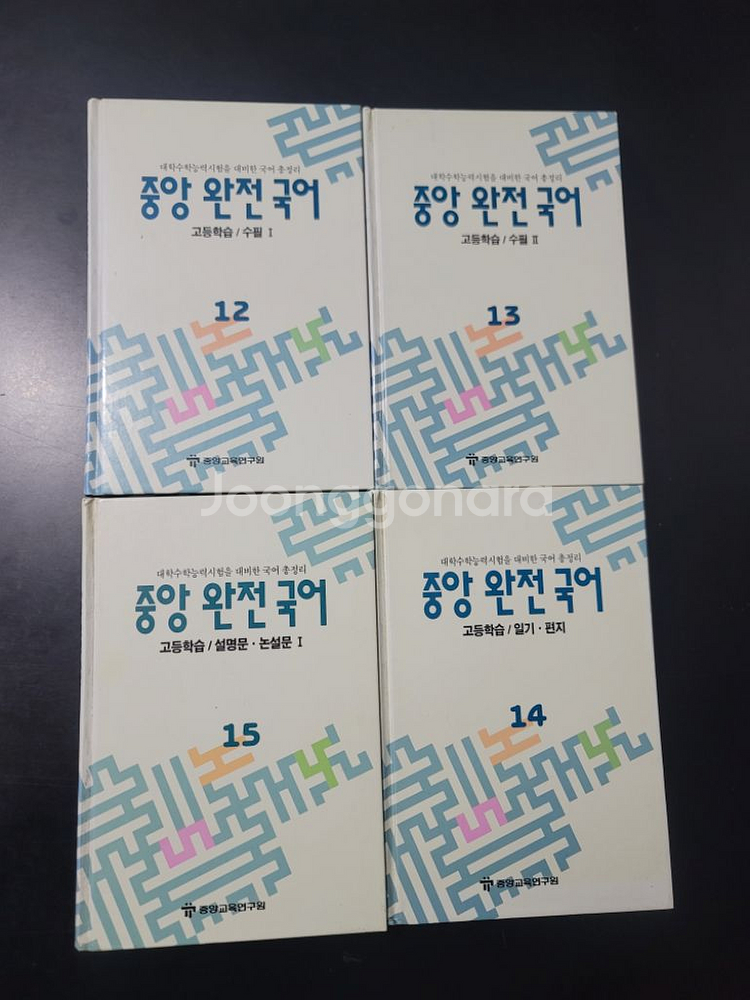 대학수학능력시험을 대비한 국어 총정리
중앙 완전 국어
고등학습 / 수필 Ⅰ
12
중앙교육연구원
대학수학능력시험을 대비한 국어 총정리
중앙 완전 국어
고등학습 / 수필 Ⅱ
13
중앙교육연구원
Joonggonara
대학수학능력시험을 대비한 국어 총정리
중앙 완전 국어
고등학습 / 설명문 · 논설문 Ⅰ
15
중앙교육연구원
대학수학능력시험을 대비한 국어 총정리
중앙 완전 국어
고등학습 / 일기 · 편지
14
중앙교육연구원